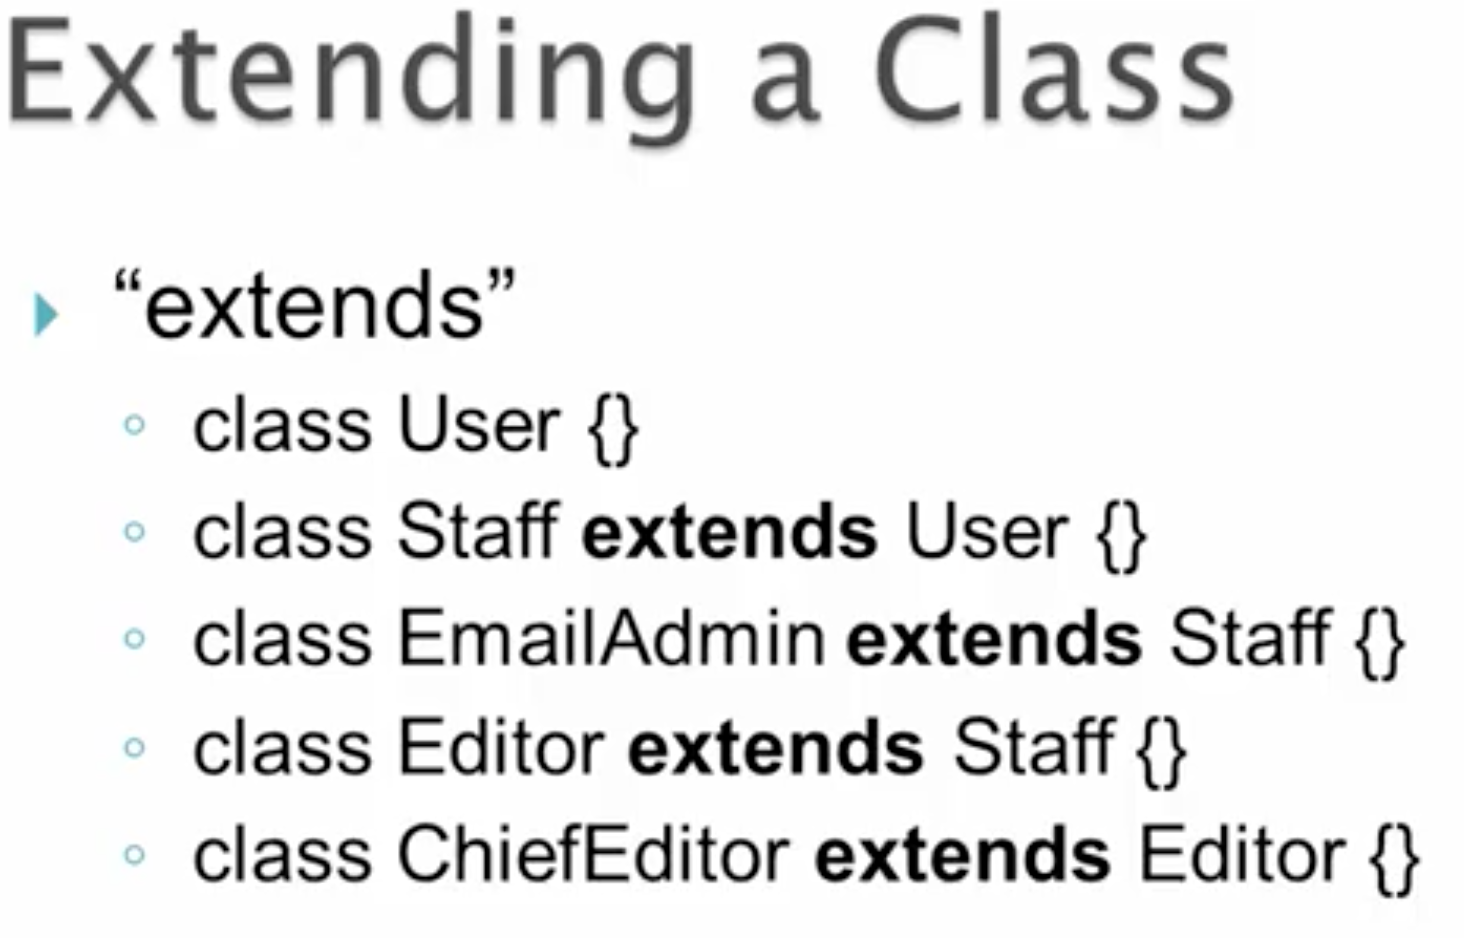 Extending a Class
“extends”
class User {}
class Staff extends User {}
class EmailAdmin extends Staff {}
class Editor extends Staff {}
class ChiefEditor extends Editor {}